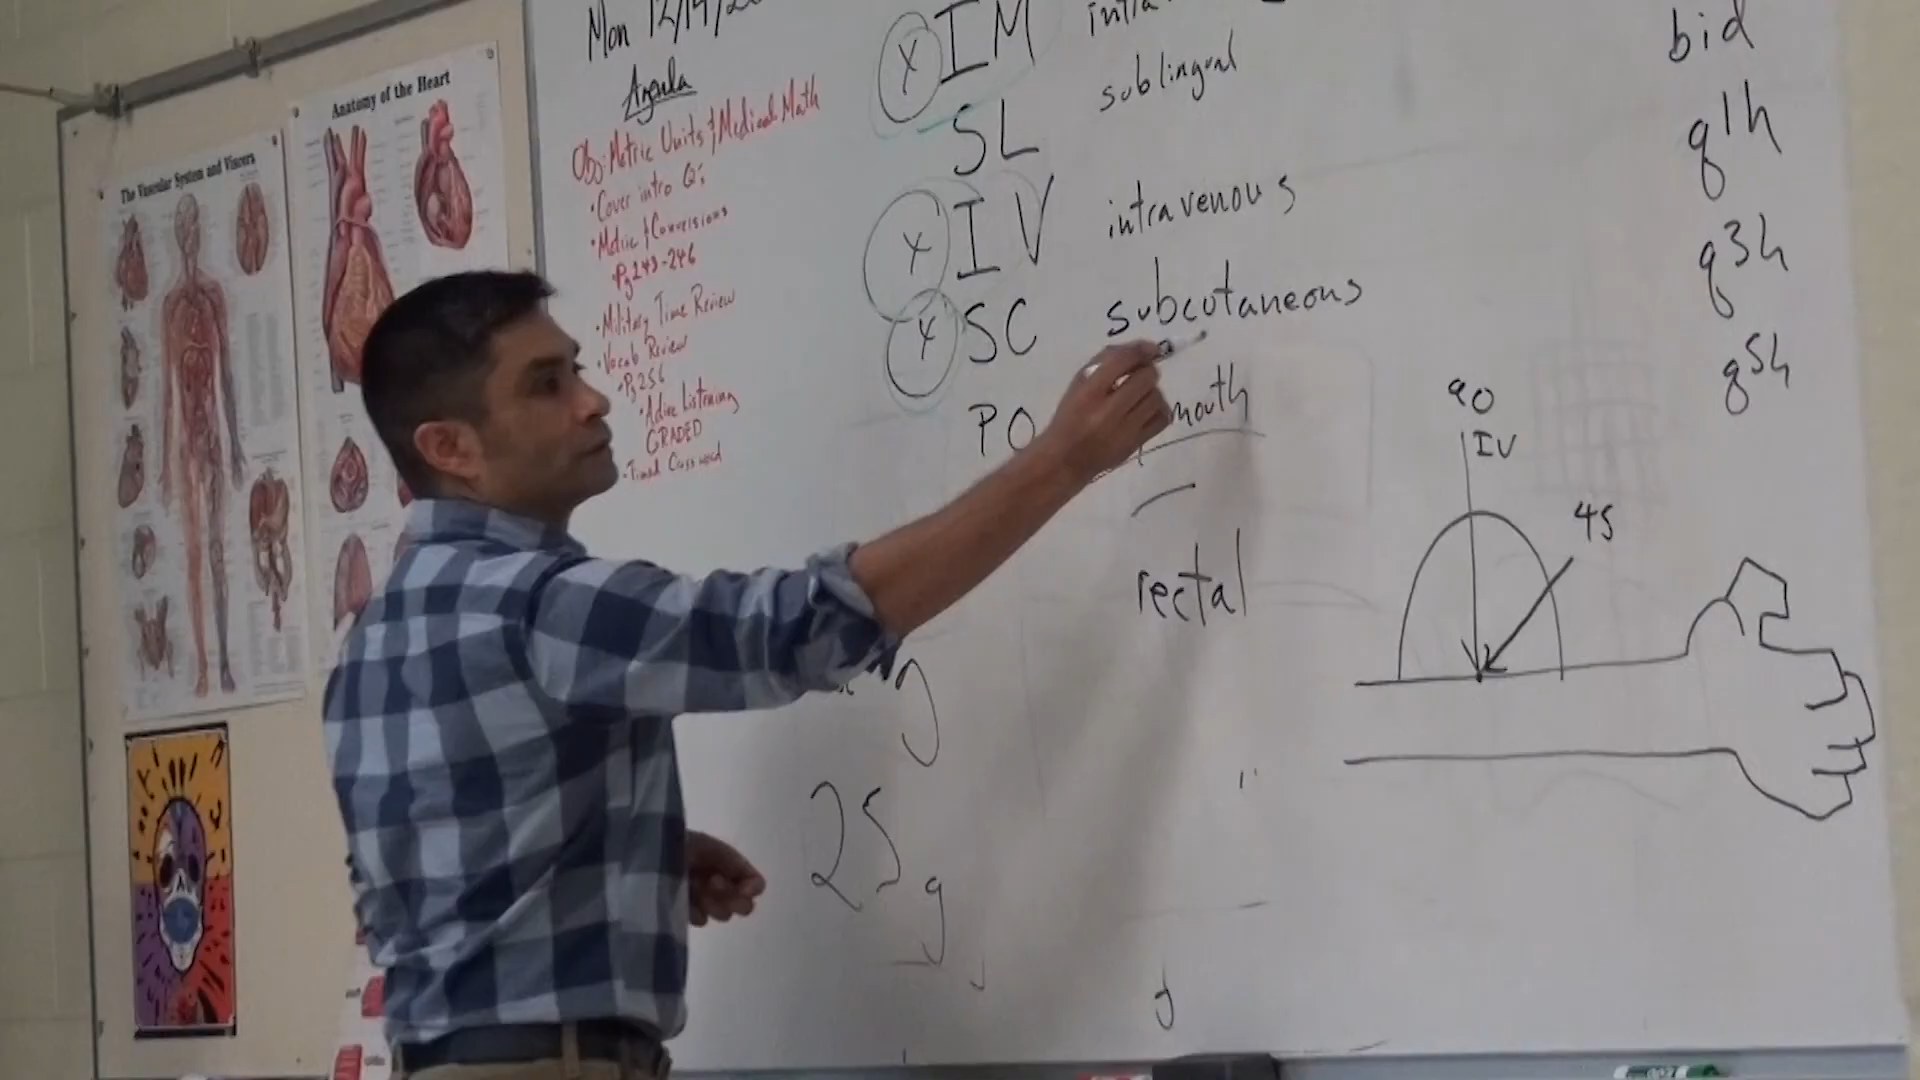 The Vascular System and Viscera
Anatomy of the Heart
Mon 12/14/20
Obj: Metric Units & Medical Math
• Cover intro Q's
• Metric & Conversions
• Pg 243-246
• Military Time Review
• Vocab Review
• Pg 256
• Active Listening
GRADED
• Timed Crossword
X IM
SL sublingual
X IV intravenous
X SC subcutaneous
PO mouth
rectal
g
25
g
bid
q1h
q3h
q5h
90
IV
45